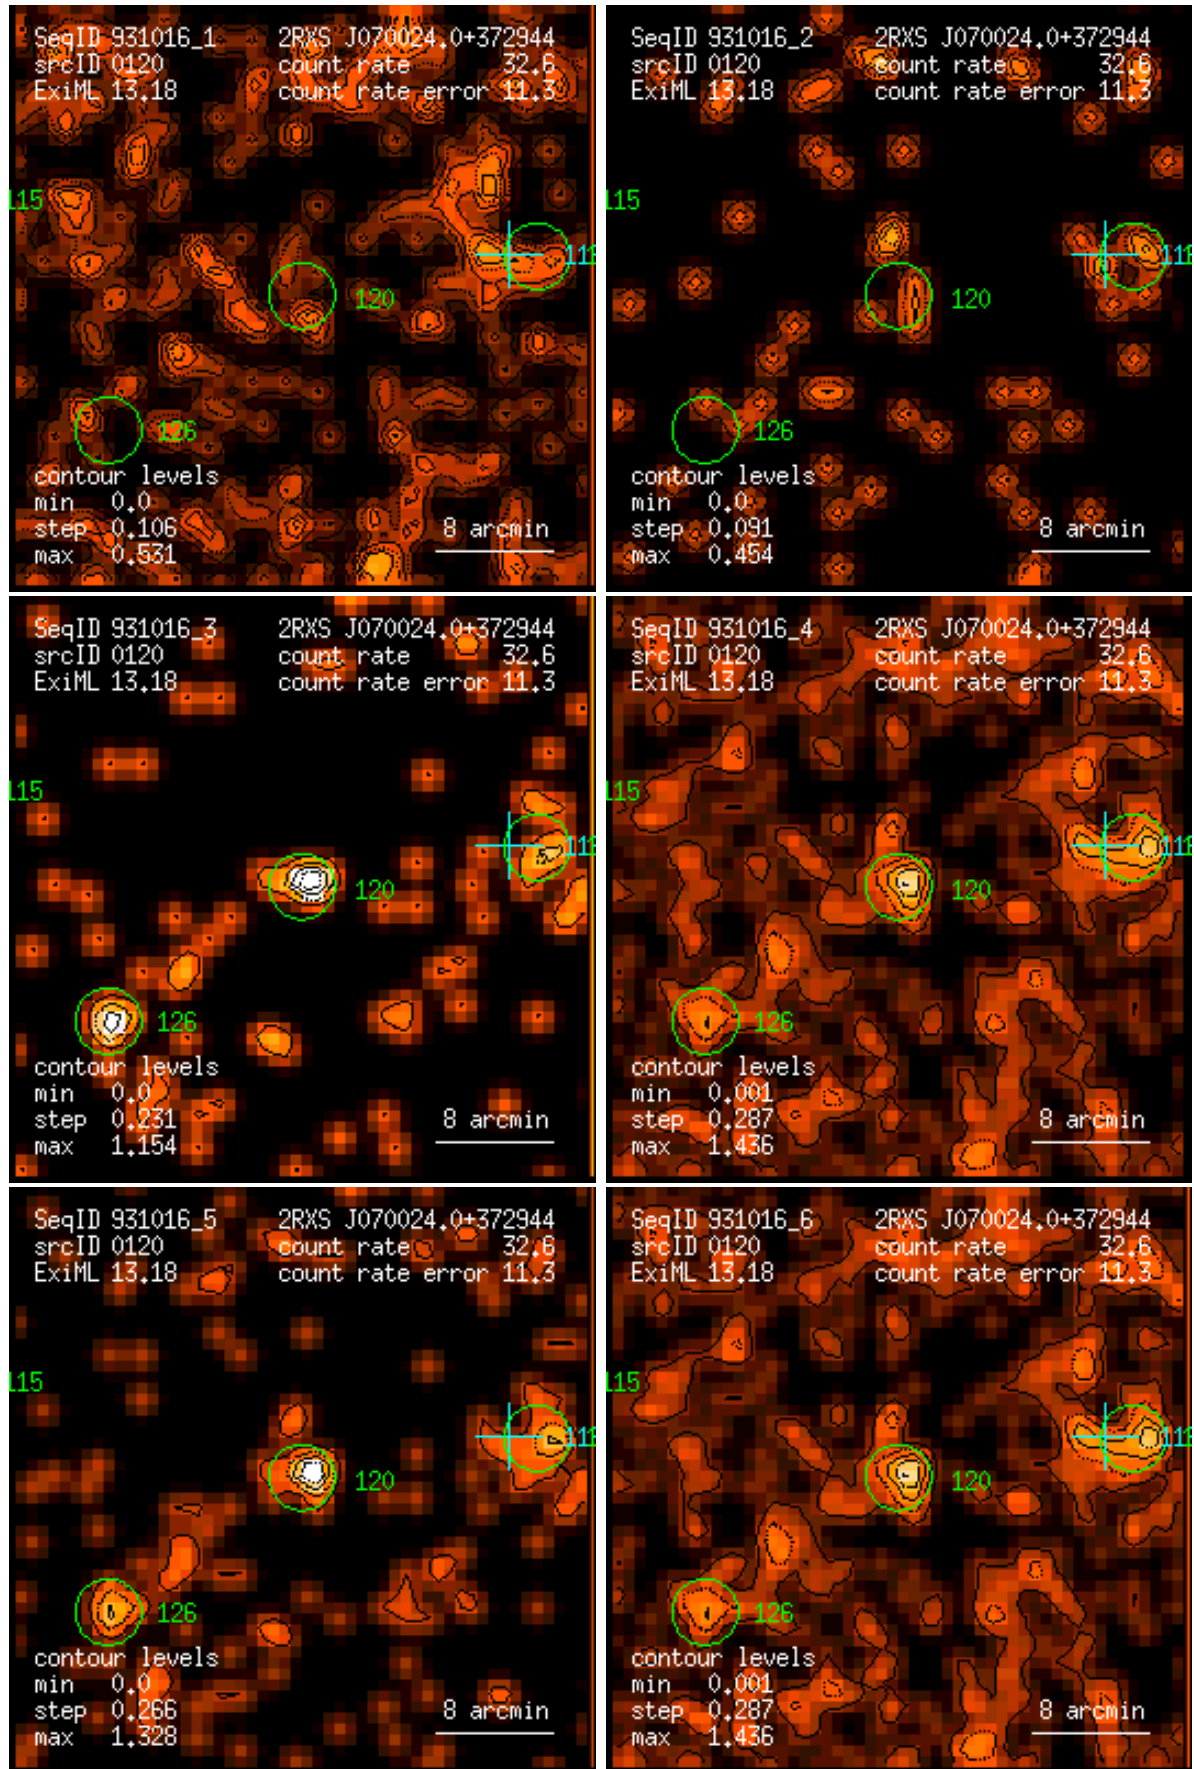 SeqID 931016_1 2RXS J070024.0+372944
srcID 0120 count rate 32.6
ExiML 13.18 count rate error 11.3
115
120
126
contour levels
min 0.0
step 0.106 8 arcmin
max 0.531
SeqID 931016_2 2RXS J070024.0+372944
srcID 0120 count rate 32.6
ExiML 13.18 count rate error 11.3
115
120
126
contour levels
min 0.0
step 0.091 8 arcmin
max 0.454
SeqID 931016_3 2RXS J070024.0+372944
srcID 0120 count rate 32.6
ExiML 13.18 count rate error 11.3
115
120
126
contour levels
min 0.0
step 0.231 8 arcmin
max 1.154
SeqID 931016_4 2RXS J070024.0+372944
srcID 0120 count rate 32.6
ExiML 13.18 count rate error 11.3
115
120
126
contour levels
min 0.001
step 0.287 8 arcmin
max 1.436
SeqID 931016_5 2RXS J070024.0+372944
srcID 0120 count rate 32.6
ExiML 13.18 count rate error 11.3
115
120
126
contour levels
min 0.0
step 0.266 8 arcmin
max 1.328
SeqID 931016_6 2RXS J070024.0+372944
srcID 0120 count rate 32.6
ExiML 13.18 count rate error 11.3
115
120
126
contour levels
min 0.001
step 0.287 8 arcmin
max 1.436